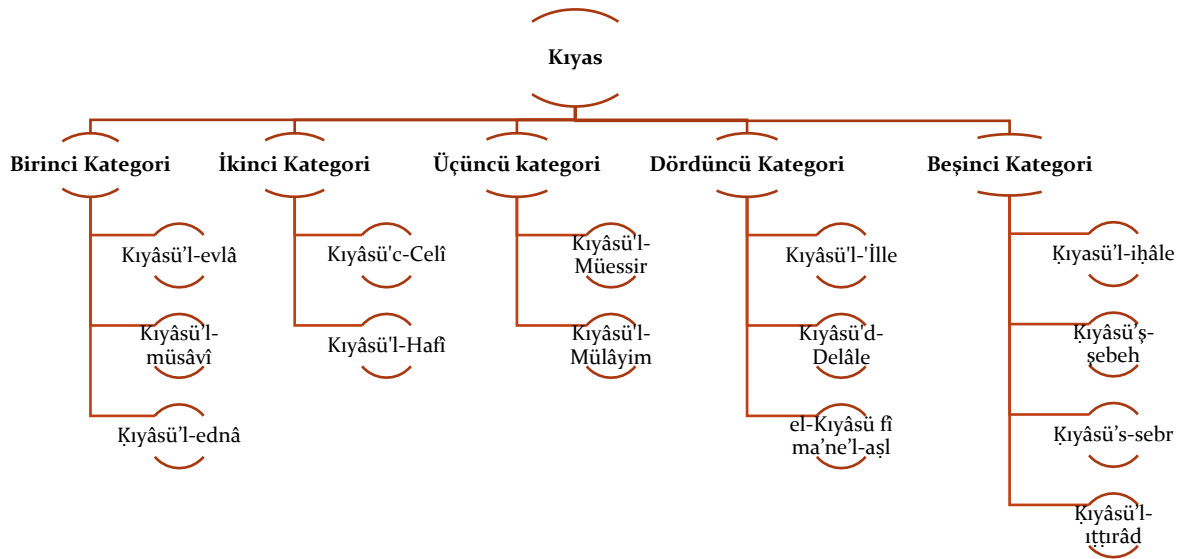 Kıyas
Birinci Kategori
Kıyâsü’l-evlâ
Kıyâsü’l-
müsâvî
Ḳıyâsü’l-ednâ
İkinci Kategori
Kıyâsü'c-Celî
Kıyâsü'l-Hafî
Üçüncü kategori
Kıyâsü'l-
Müessir
Kıyâsü'l-
Mülâyim
Dördüncü Kategori
Kıyâsü'l-'İlle
Kıyâsü'd-
Delâle
el-Kıyâsü fî
ma’ne’l-aṣl
Beşinci Kategori
Ḳıyasü’l-iḥâle
Ḳıyâsü’ş-
şebeh
Ḳıyâsü’s-sebr
Ḳıyâsü’l-
ıṭṭırâd